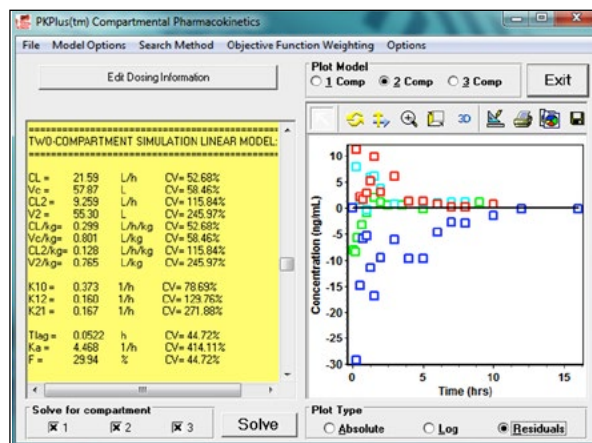 PKPlus(tm) Compartmental Pharmacokinetics
File Model Options Search Method Objective Function Weighting Options
Edit Dosing Information
Plot Model
1 Comp 2 Comp 3 Comp
Exit
3D
TWO-COMPARTMENT SIMULATION LINEAR MODEL:
CL = 21.59 L/h CV= 52.68%
Vc = 57.87 L CV= 58.46%
CL2 = 9.259 L/h CV= 115.84%
V2 = 55.30 L CV= 245.97%
CL/kg= 0.299 L/h/kg CV= 52.68%
Vc/kg= 0.801 L/kg CV= 58.46%
CL2/kg= 0.128 L/h/kg CV= 115.84%
V2/kg= 0.765 L/kg CV= 245.97%
K10 = 0.373 1/h CV= 78.69%
K12 = 0.160 1/h CV= 129.76%
K21 = 0.167 1/h CV= 271.88%
Tlag = 0.0522 h CV= 44.72%
Ka = 4.468 1/h CV= 414.11%
F = 29.94 % CV= 44.72%
Concentration (ng/mL)
10
5
0
-5
-10
-15
-20
-25
-30
0 5 10 15
Time (hrs)
Solve for compartment
1 2 3
Solve
Plot Type
Absolute Log Residuals